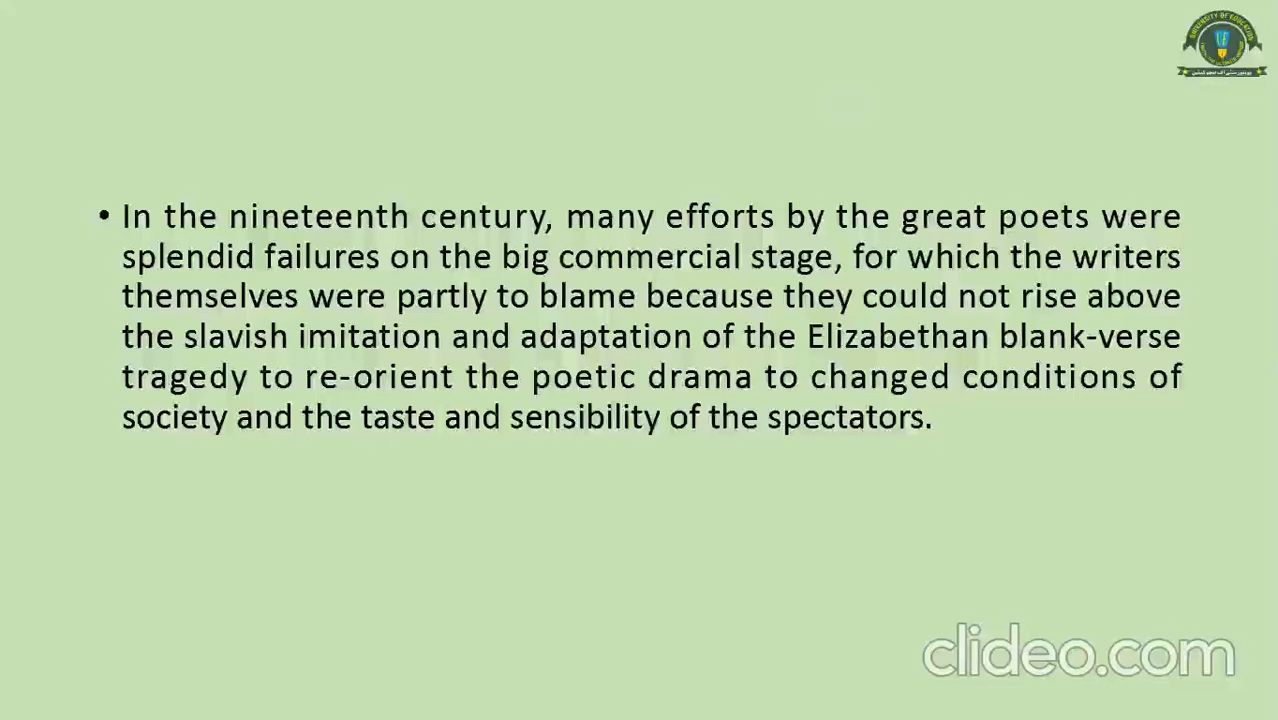 UNIVERSITY OF EDUCATION
• In the nineteenth century, many efforts by the great poets were
splendid failures on the big commercial stage, for which the writers
themselves were partly to blame because they could not rise above
the slavish imitation and adaptation of the Elizabethan blank-verse
tragedy to re-orient the poetic drama to changed conditions of
society and the taste and sensibility of the spectators.
clideo.com